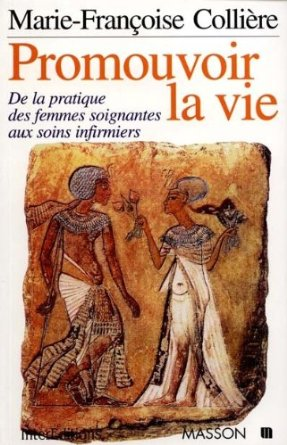 Marie-Françoise Collière
Promouvoir
la vie
De la pratique
des femmes soignantes
aux soins infirmiers
InterEditions
MASSON m